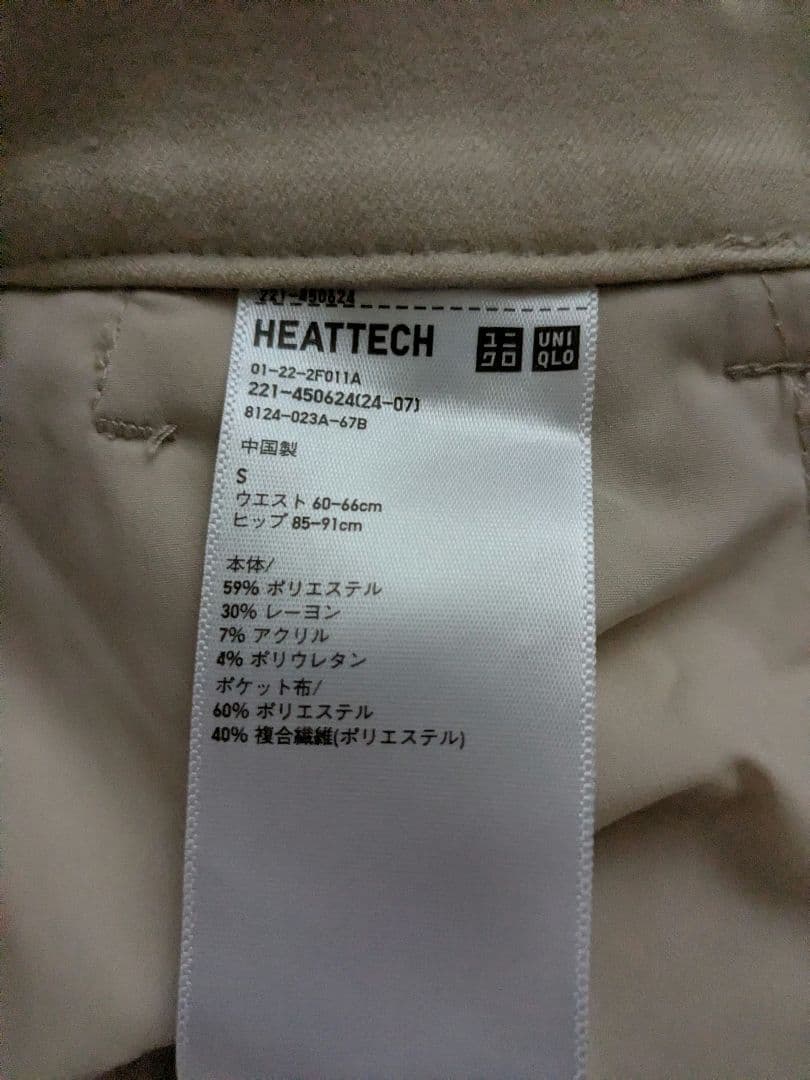 221-450624
HEATTECH
ユニ
クロ
UNI
QLO
01-22-2F011A
221-450624(24-07)
8124-023A-67B
中国製
S
ウエスト 60-66cm
ヒップ 85-91cm
本体/
59% ポリエステル
30% レーヨン
7% アクリル
4% ポリウレタン
ポケット布/
60% ポリエステル
40% 複合繊維(ポリエステル)